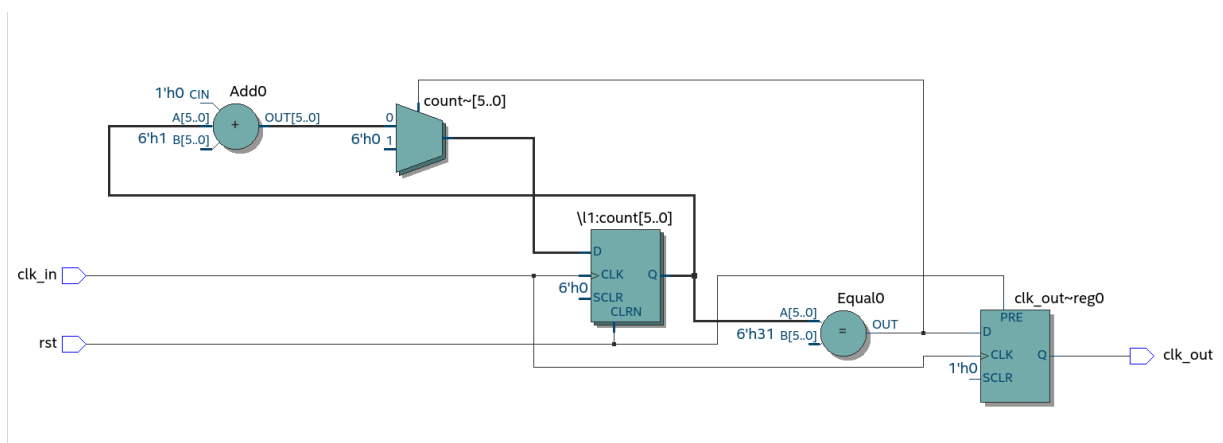 1'h0 CIN
Add0
A[5..0]
+
OUT[5..0]
6'h1 B[5..0]
count~[5..0]
0
6'h0 1
\l1:count[5..0]
D
clk_in
CLK
Q
6'h0
SCLR
CLRN
rst
Equal0
A[5..0]
=
OUT
6'h31 B[5..0]
clk_out~reg0
PRE
D
CLK
Q
1'h0
SCLR
clk_out